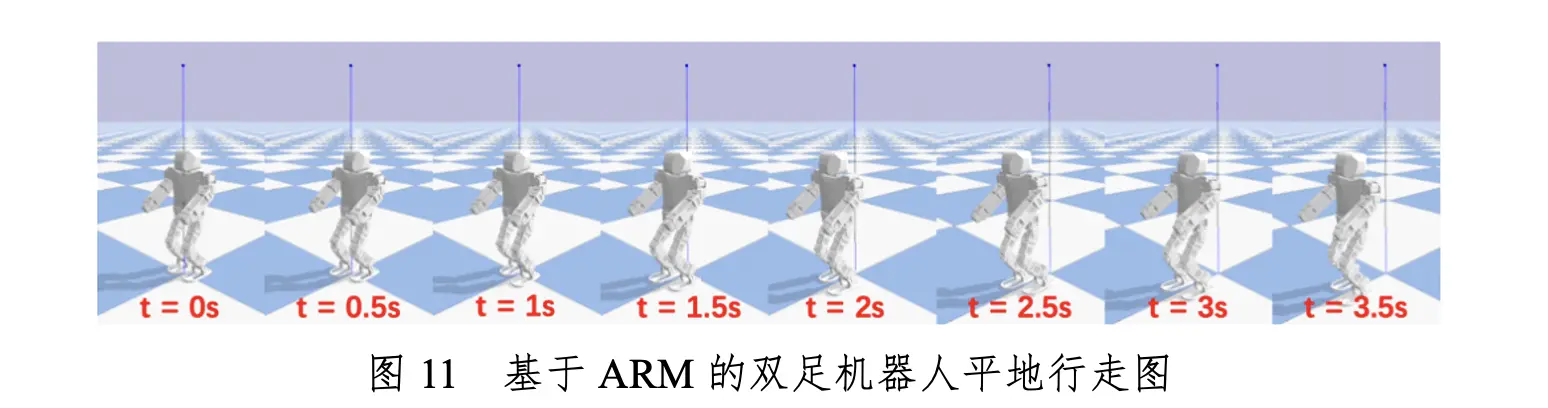 t = 0s t = 0.5s t = 1s t = 1.5s t = 2s t = 2.5s t = 3s t = 3.5s
图 11 基于 ARM 的双足机器人平地行走图